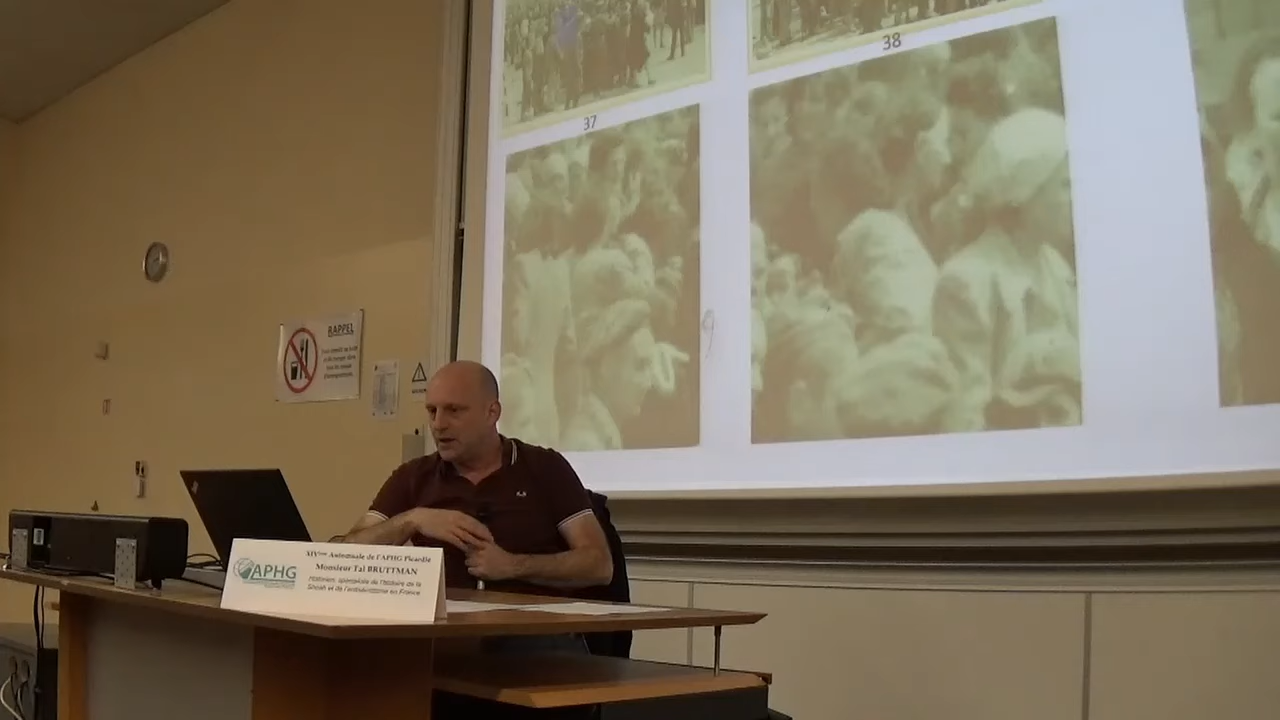 37
38
RAPPEL
APHG
XIVème Automnale de l'APHG Picardie
Monsieur Tal BRUTTMAN
Historien, spécialiste de l'histoire de la
Shoah et de l'antisémitisme en France